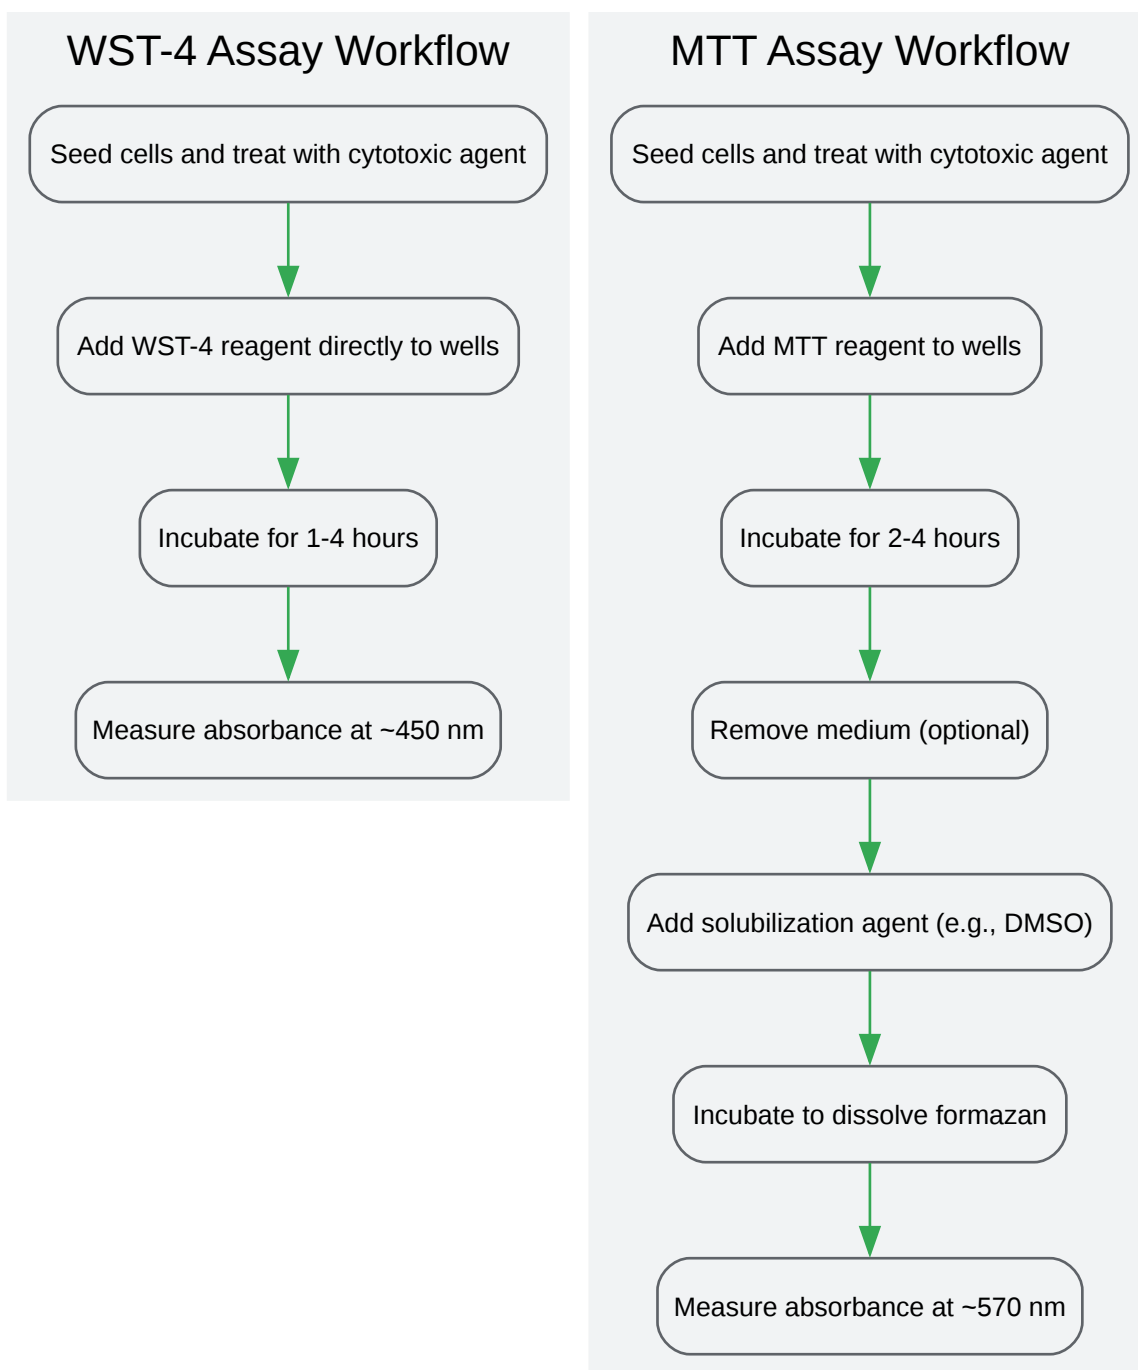 WST-4 Assay Workflow
Seed cells and treat with cytotoxic agent
Add WST-4 reagent directly to wells
Incubate for 1-4 hours
Measure absorbance at ~450 nm
MTT Assay Workflow
Seed cells and treat with cytotoxic agent
Add MTT reagent to wells
Incubate for 2-4 hours
Remove medium (optional)
Add solubilization agent (e.g., DMSO)
Incubate to dissolve formazan
Measure absorbance at ~570 nm